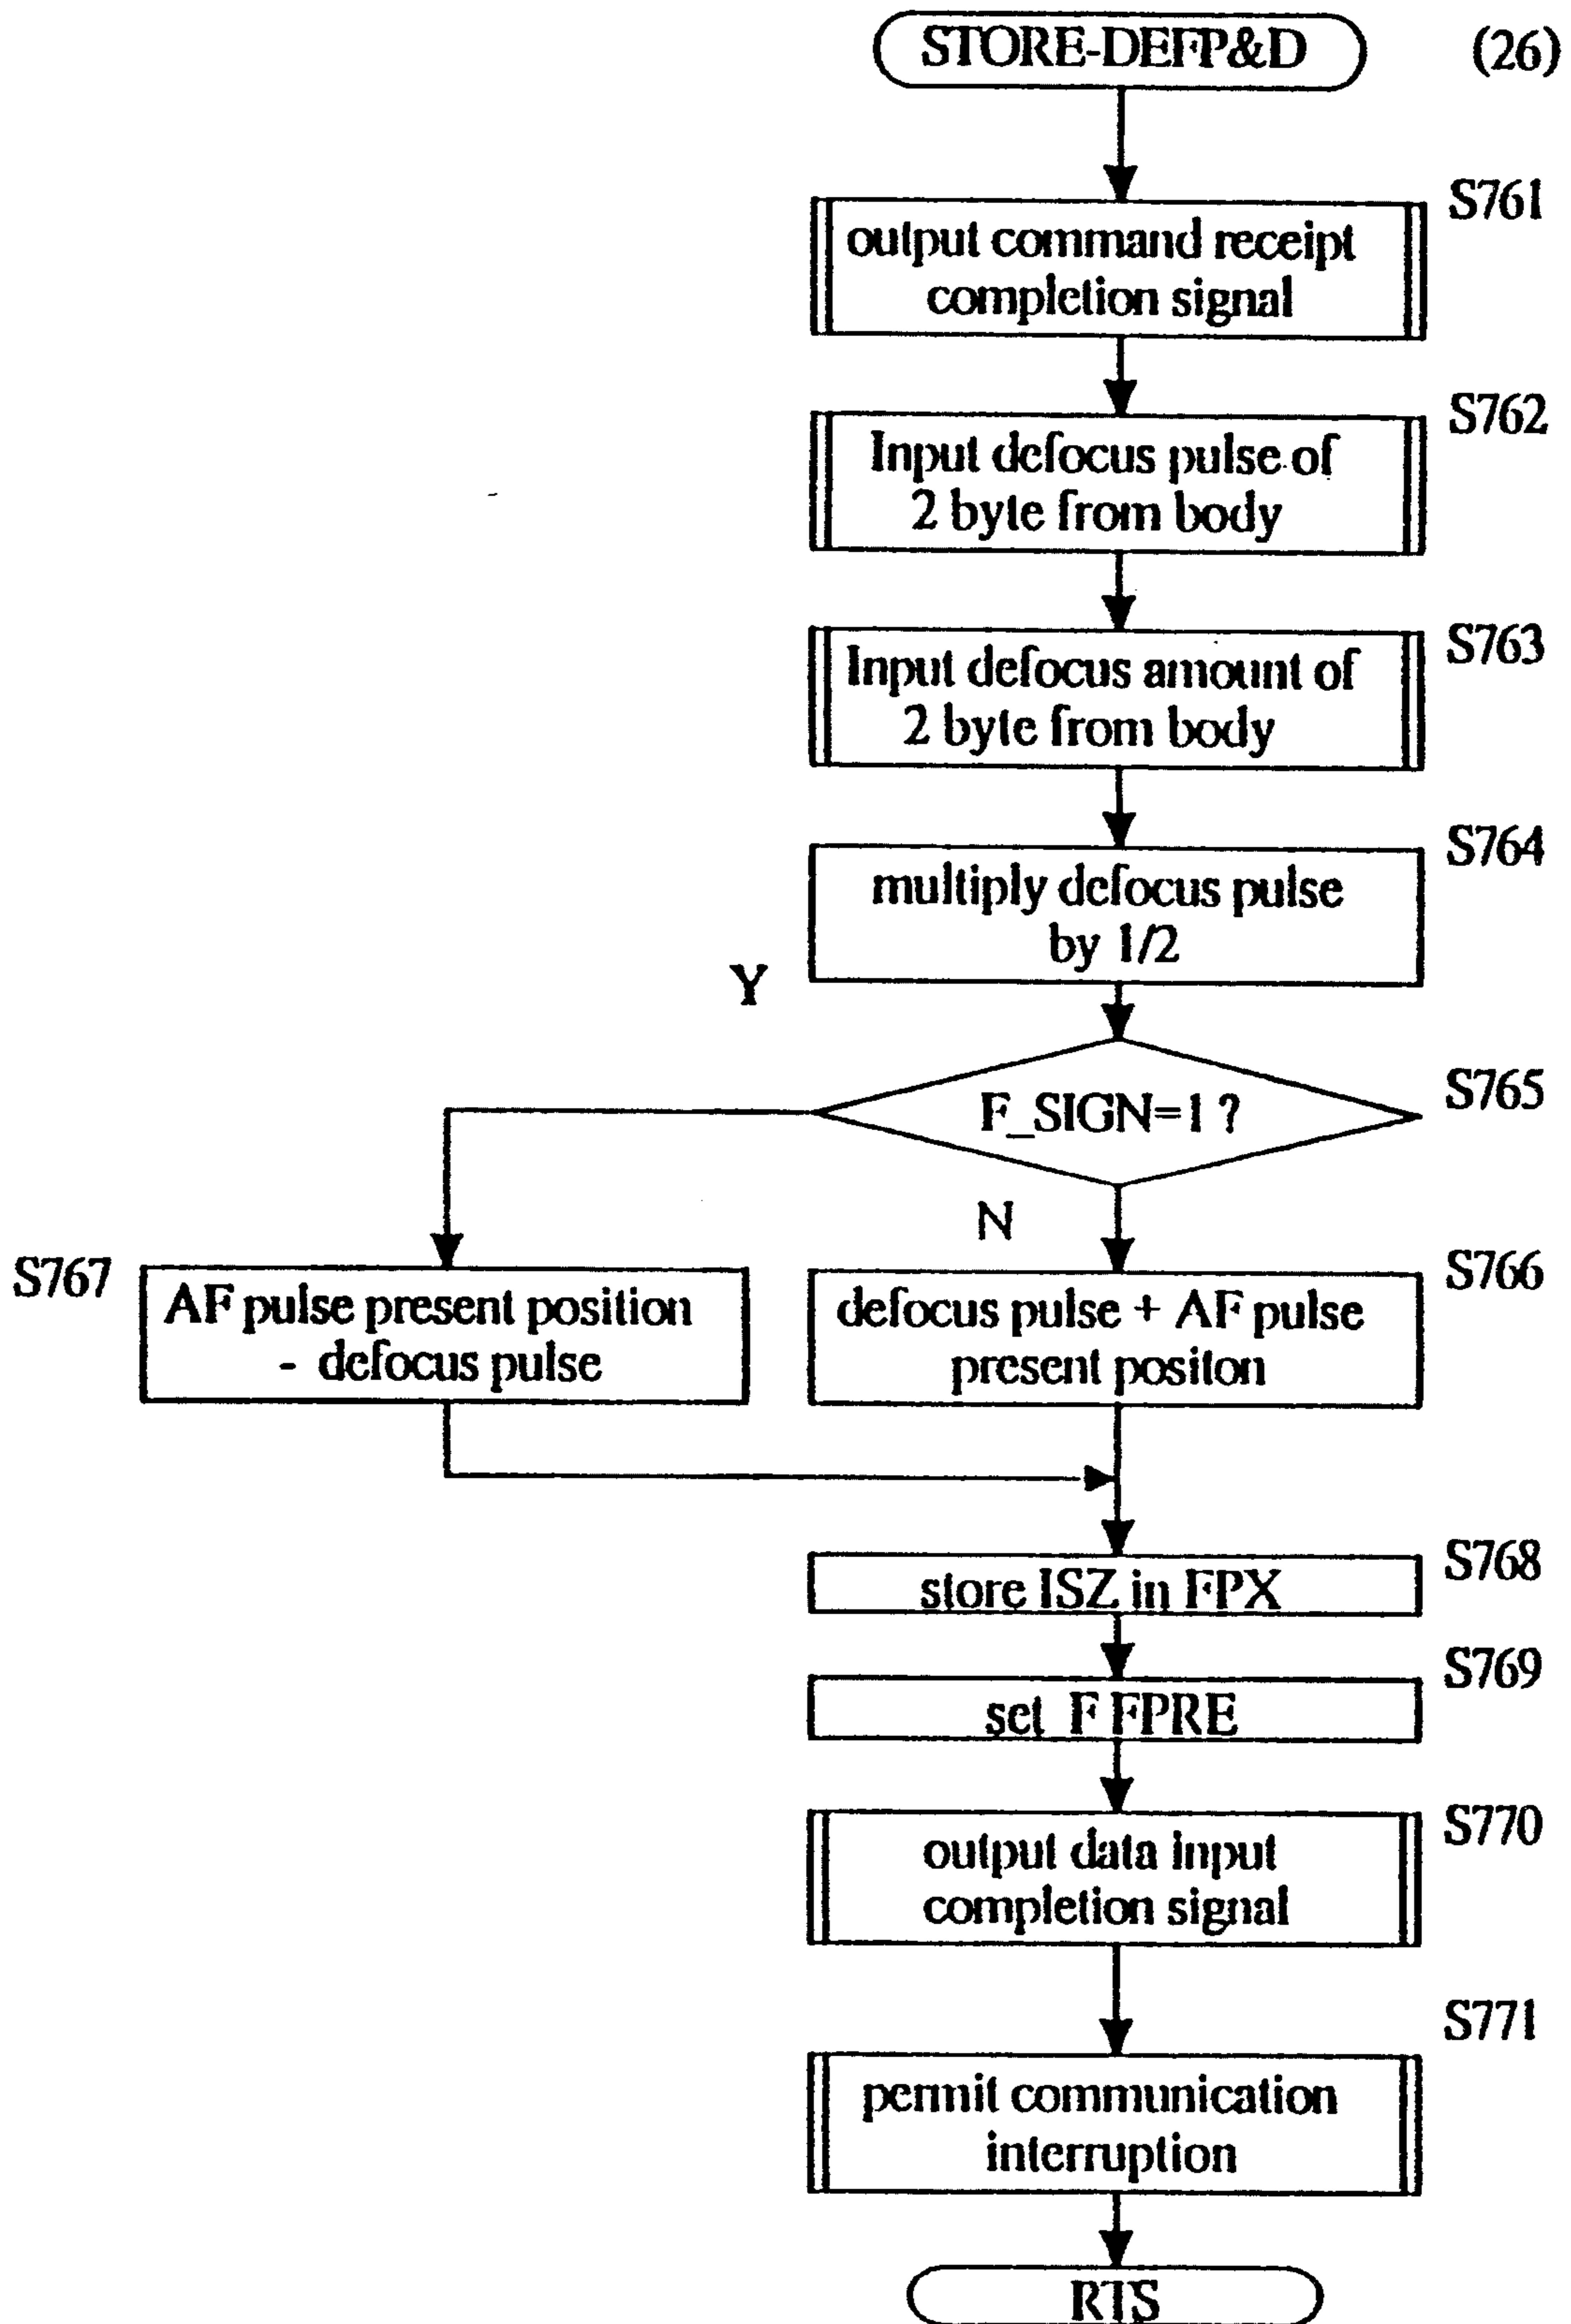 STORE-DEFP&D
(26)
S761
output command receipt
completion signal
S762
Input defocus pulse of
2 byte from body
S763
Input defocus amount of
2 byte from body
S764
multiply defocus pulse
by 1/2
Y
S765
F_SIGN=1 ?
N
S767
AF pulse present position
- defocus pulse
S766
defocus pulse + AF pulse
present positon
S768
store ISZ in FPX
S769
set F FPRE
S770
output data input
completion signal
S771
permit communication
interruption
RTS